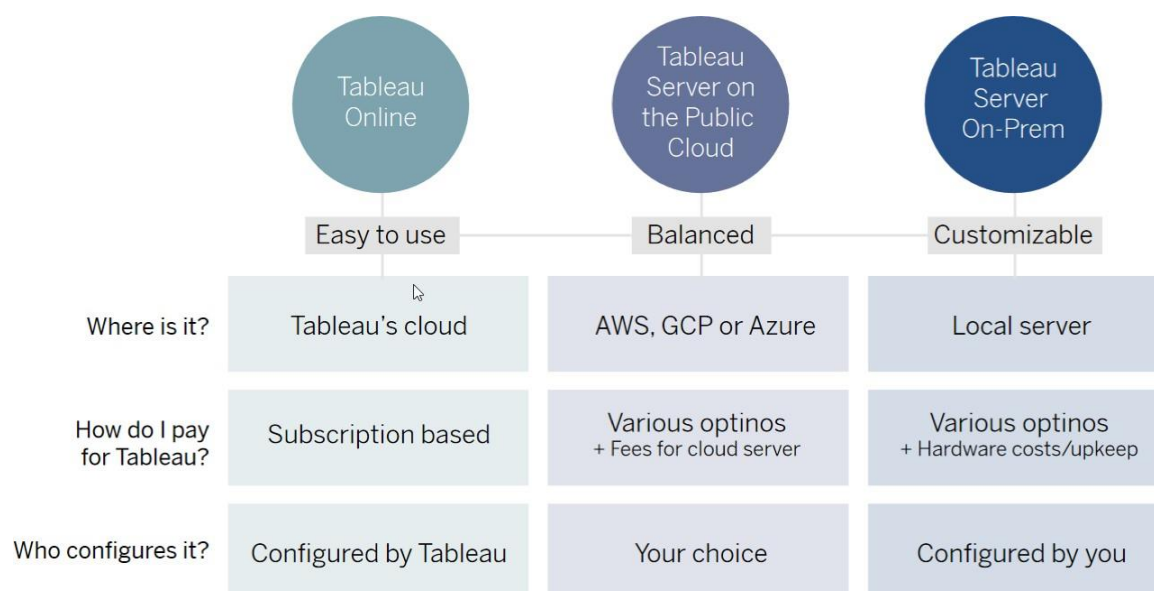 Tableau
Online
Tableau
Server on
the Public
Cloud
Tableau
Server
On-Prem
Easy to use
Balanced
Customizable
Where is it?
Tableau's cloud
AWS, GCP or Azure
Local server
How do I pay
for Tableau?
Subscription based
Various optinos
+ Fees for cloud server
Various optinos
+ Hardware costs/upkeep
Who configures it?
Configured by Tableau
Your choice
Configured by you